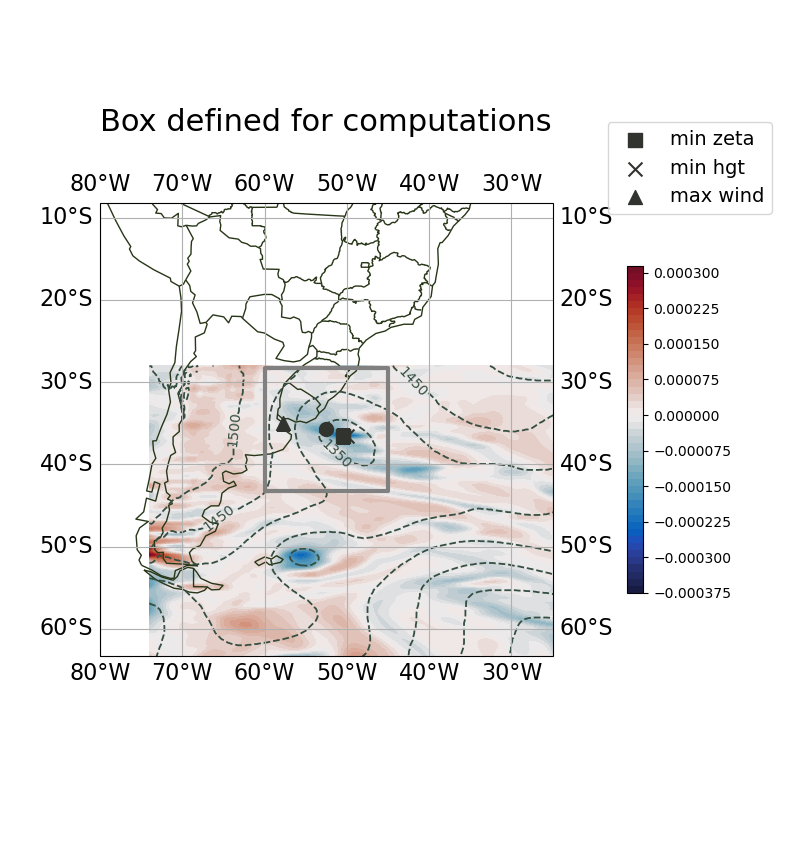 Box defined for computations
min zeta
min hgt
max wind
80°W 70°W 60°W 50°W 40°W 30°W
10°S 10°S
20°S 20°S
30°S 30°S
40°S 40°S
50°S 50°S
60°S 60°S
80°W 70°W 60°W 50°W 40°W 30°W
1450
1500
1350
1450
0.000300
0.000225
0.000150
0.000075
0.000000
−0.000075
−0.000150
−0.000225
−0.000300
−0.000375